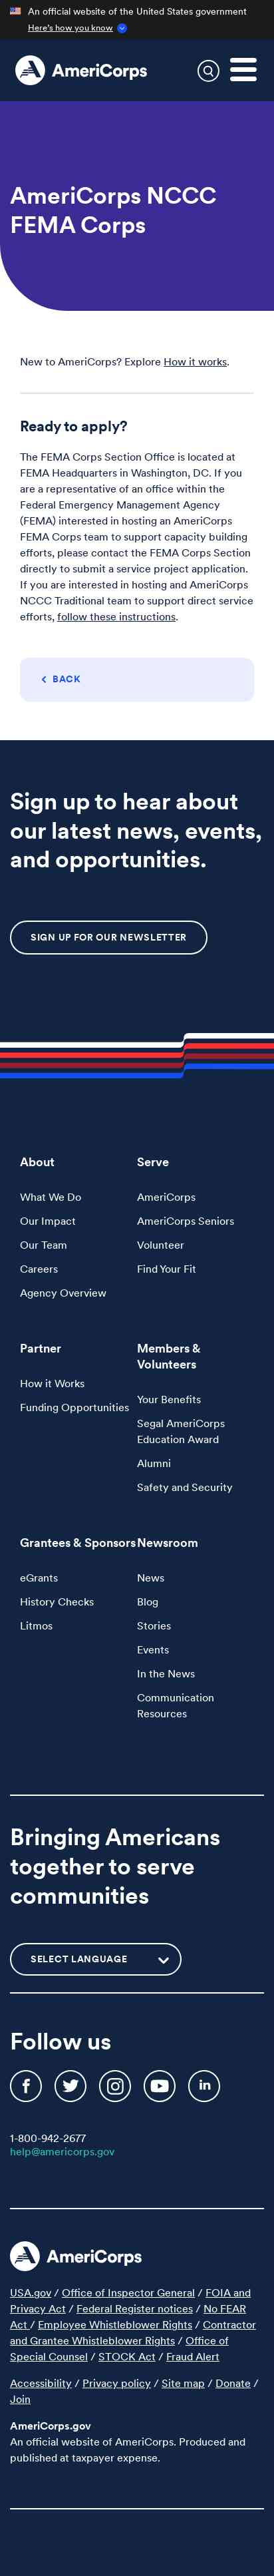 An official website of the United States government
Here's how you know
AmeriCorps
AmeriCorps NCCC
FEMA Corps
New to AmeriCorps? Explore How it works.
Ready to apply?
The FEMA Corps Section Office is located at
FEMA Headquarters in Washington, DC. If you
are a representative of an office within the
Federal Emergency Management Agency
(FEMA) interested in hosting an AmeriCorps
FEMA Corps team to support capacity building
efforts, please contact the FEMA Corps Section
directly to submit a service project application.
If you are interested in hosting and AmeriCorps
NCCC Traditional team to support direct service
efforts, follow these instructions.
BACK
Sign up to hear about
our latest news, events,
and opportunities.
SIGN UP FOR OUR NEWSLETTER
About
What We Do
Our Impact
Our Team
Careers
Agency Overview
Serve
AmeriCorps
AmeriCorps Seniors
Volunteer
Find Your Fit
Partner
How it Works
Funding Opportunities
Members &
Volunteers
Your Benefits
Segal AmeriCorps
Education Award
Alumni
Safety and Security
Grantees & Sponsors
eGrants
History Checks
Litmos
Newsroom
News
Blog
Stories
Events
In the News
Communication
Resources
Bringing Americans
together to serve
communities
SELECT LANGUAGE
Follow us
1-800-942-2677
help@americorps.gov
AmeriCorps
USA.gov / Office of Inspector General / FOIA and
Privacy Act / Federal Register notices / No FEAR
Act / Employee Whistleblower Rights / Contractor
and Grantee Whistleblower Rights / Office of
Special Counsel / STOCK Act / Fraud Alert
Accessibility / Privacy policy / Site map / Donate /
Join
AmeriCorps.gov
An official website of AmeriCorps. Produced and
published at taxpayer expense.